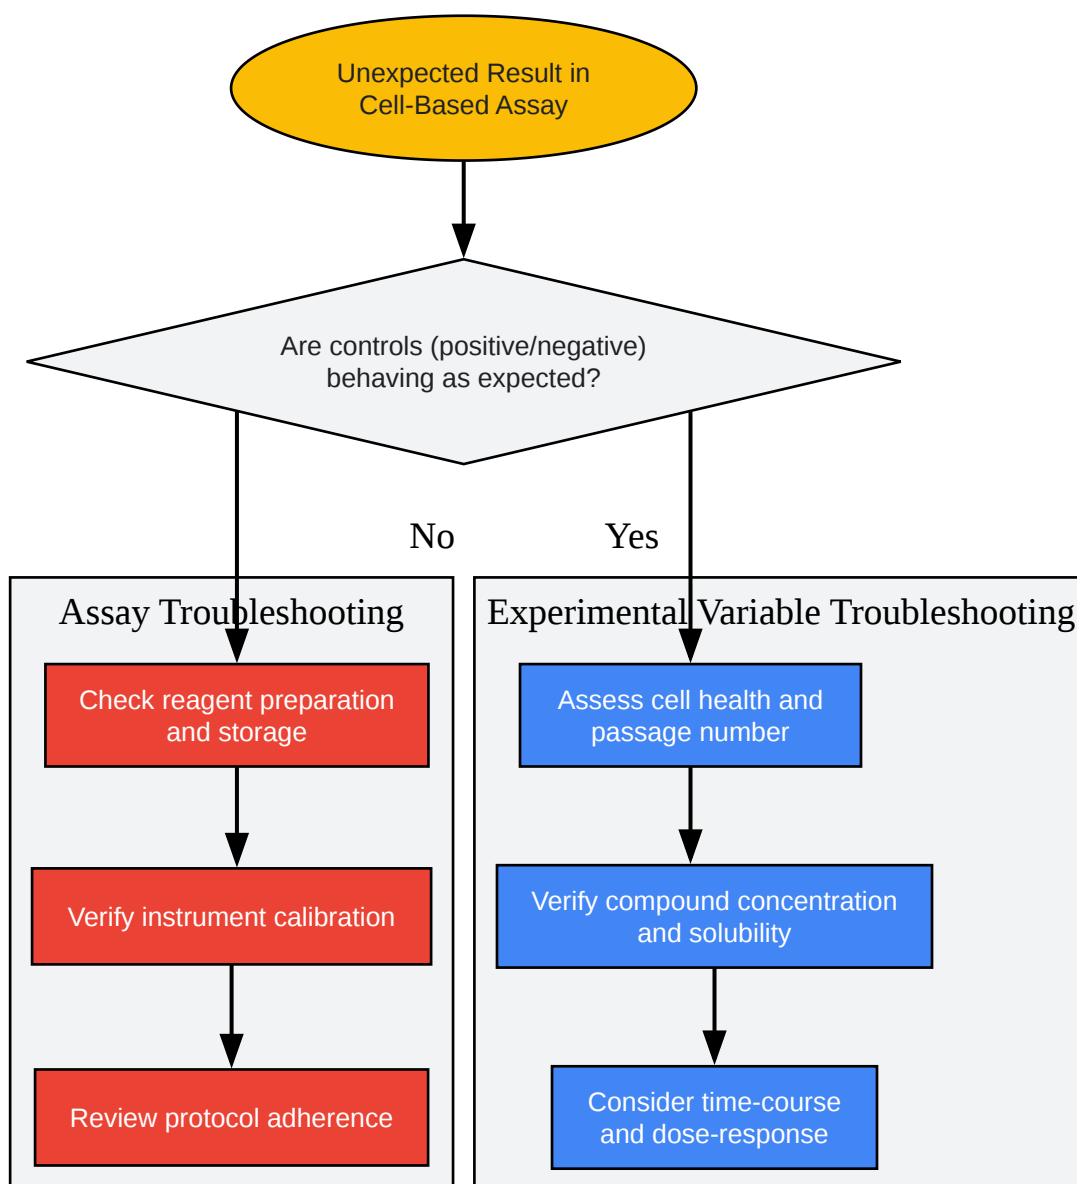 Unexpected Result in
Cell-Based Assay
Are controls (positive/negative)
behaving as expected?
No
Yes
Assay Troubleshooting
Check reagent preparation
and storage
Verify instrument calibration
Review protocol adherence
Experimental Variable Troubleshooting
Assess cell health and
passage number
Verify compound concentration
and solubility
Consider time-course
and dose-response